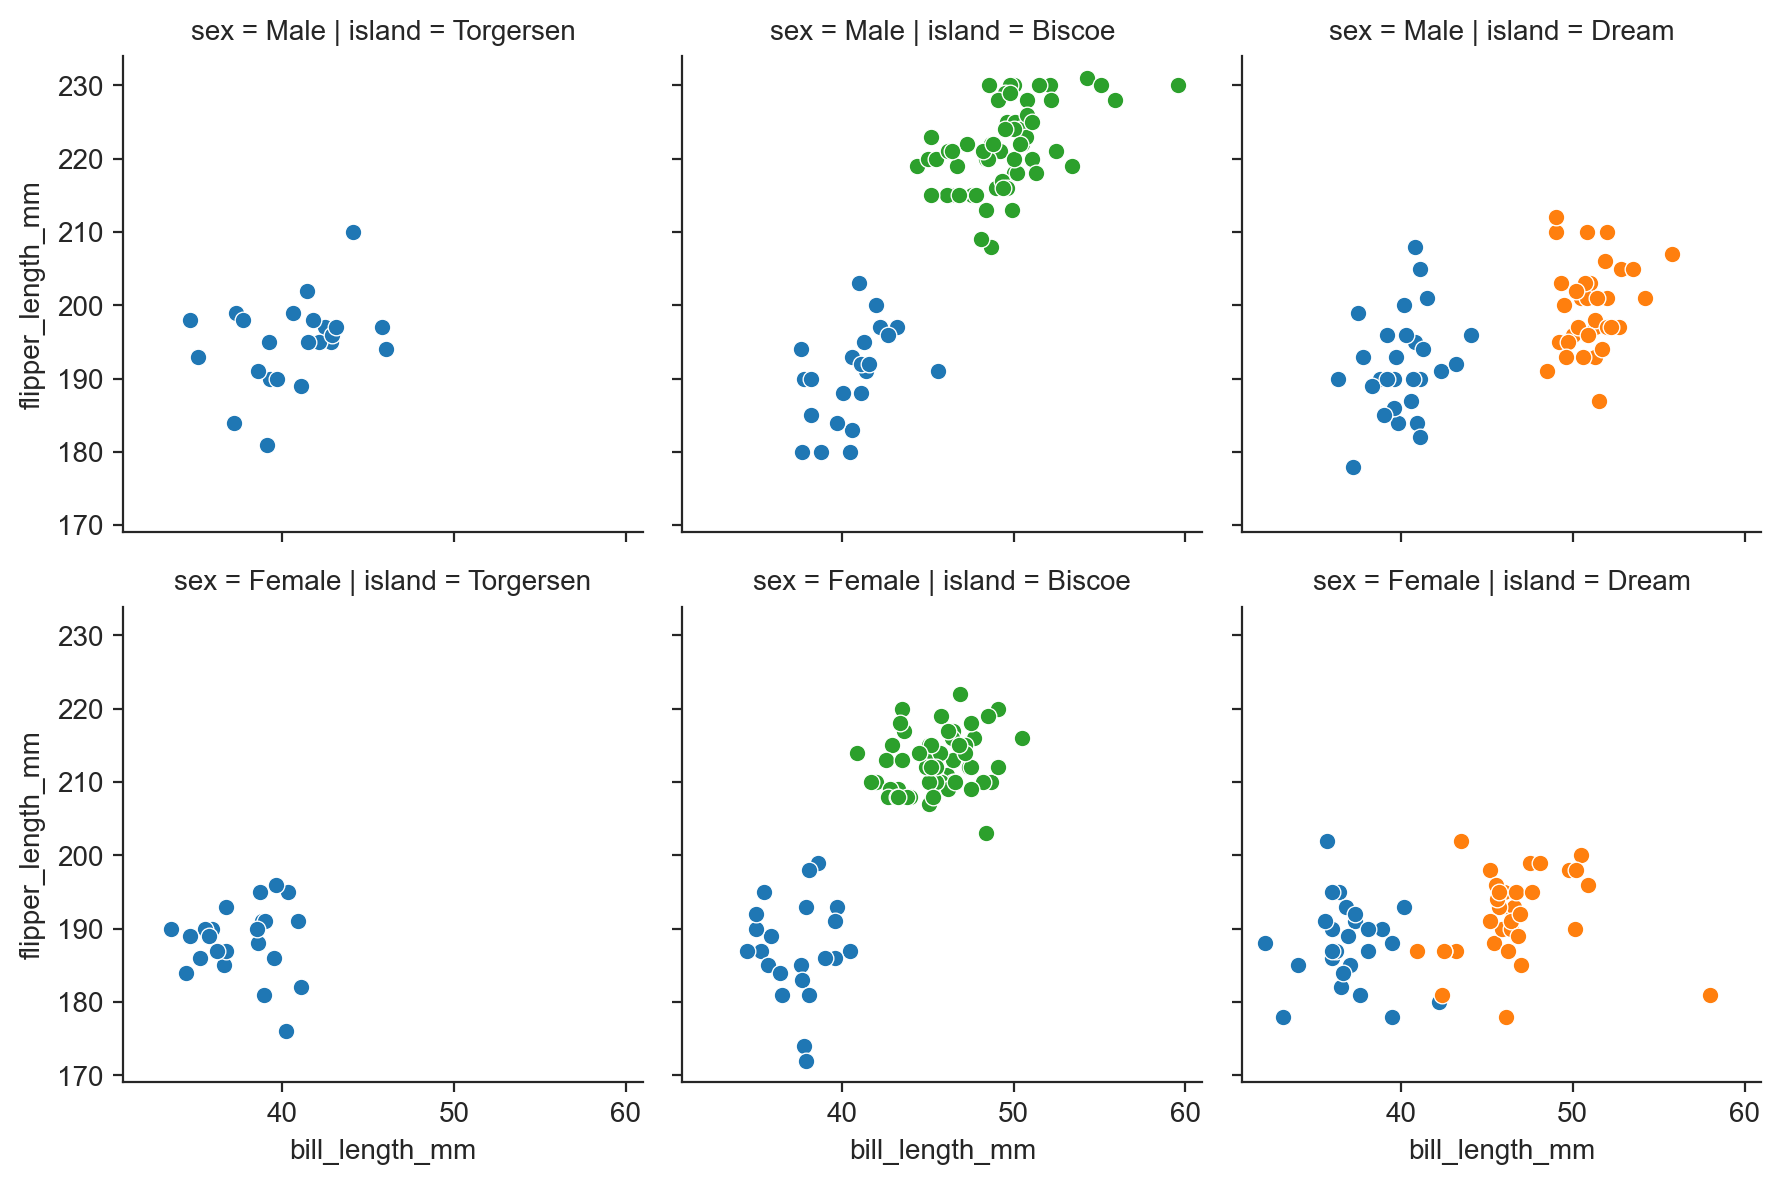 sex = Male | island = Torgersen
sex = Male | island = Biscoe
sex = Male | island = Dream
flipper_length_mm
230
220
210
200
190
180
170
sex = Female | island = Torgersen
sex = Female | island = Biscoe
sex = Female | island = Dream
flipper_length_mm
230
220
210
200
190
180
170
40 50 60
40 50 60
40 50 60
bill_length_mm
bill_length_mm
bill_length_mm